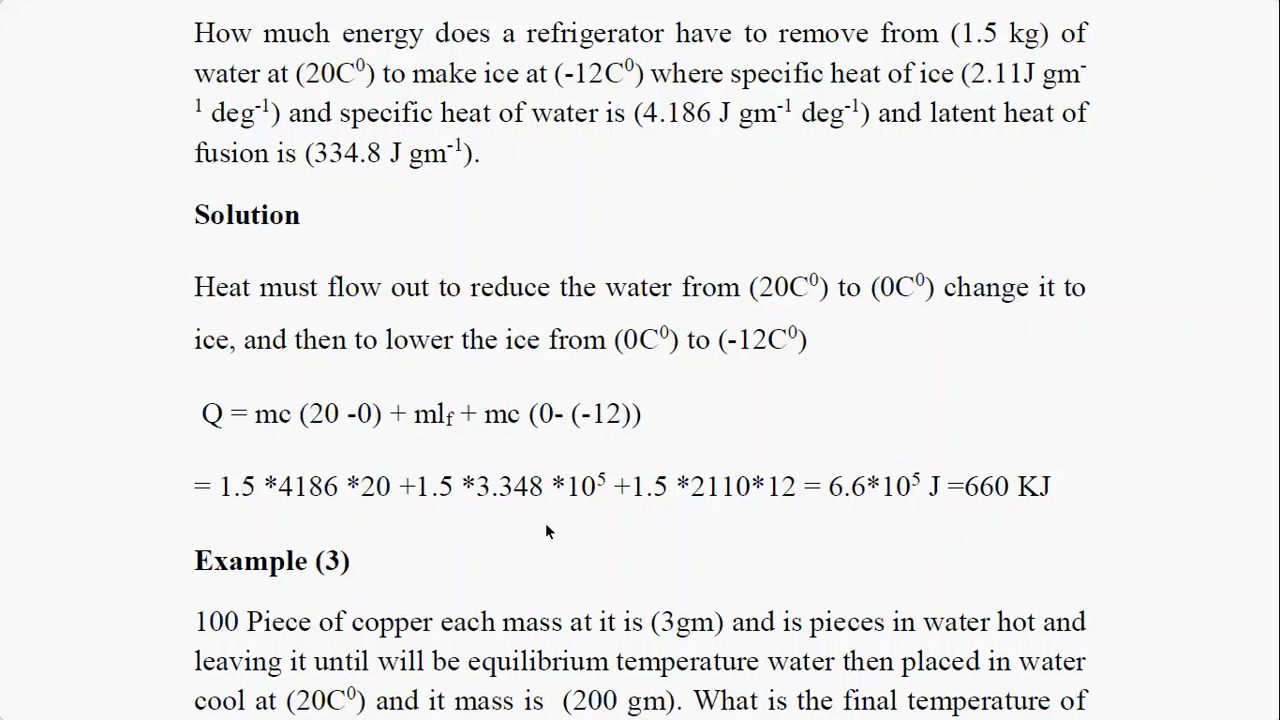 How much energy does a refrigerator have to remove from (1.5 kg) of
water at (20C⁰) to make ice at (-12C⁰) where specific heat of ice (2.11J gm⁻
¹ deg⁻¹) and specific heat of water is (4.186 J gm⁻¹ deg⁻¹) and latent heat of
fusion is (334.8 J gm⁻¹).
Solution
Heat must flow out to reduce the water from (20C⁰) to (0C⁰) change it to
ice, and then to lower the ice from (0C⁰) to (-12C⁰)
Q = mc (20 -0) + ml_f + mc (0- (-12))
= 1.5 *4186 *20 +1.5 *3.348 *10⁵ +1.5 *2110*12 = 6.6*10⁵ J =660 KJ
Example (3)
100 Piece of copper each mass at it is (3gm) and is pieces in water hot and
leaving it until will be equilibrium temperature water then placed in water
cool at (20C⁰) and it mass is (200 gm). What is the final temperature of